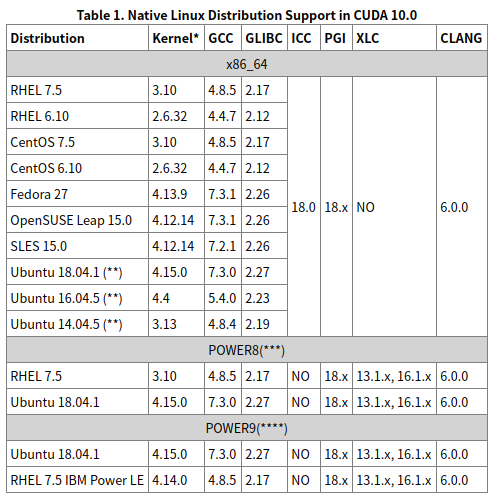 Table 1. Native Linux Distribution Support in CUDA 10.0
Distribution Kernel* GCC GLIBC ICC PGI XLC CLANG
x86_64
RHEL 7.5 3.10 4.8.5 2.17
RHEL 6.10 2.6.32 4.4.7 2.12
CentOS 7.5 3.10 4.8.5 2.17
CentOS 6.10 2.6.32 4.4.7 2.12
Fedora 27 4.13.9 7.3.1 2.26
18.0 18.x NO 6.0.0
OpenSUSE Leap 15.0 4.12.14 7.3.1 2.26
SLES 15.0 4.12.14 7.2.1 2.26
Ubuntu 18.04.1 (**) 4.15.0 7.3.0 2.27
Ubuntu 16.04.5 (**) 4.4 5.4.0 2.23
Ubuntu 14.04.5 (**) 3.13 4.8.4 2.19
POWER8(***)
RHEL 7.5 3.10 4.8.5 2.17 NO 18.x 13.1.x, 16.1.x 6.0.0
Ubuntu 18.04.1 4.15.0 7.3.0 2.27 NO 18.x 13.1.x, 16.1.x 6.0.0
POWER9(****)
Ubuntu 18.04.1 4.15.0 7.3.0 2.27 NO 18.x 13.1.x, 16.1.x 6.0.0
RHEL 7.5 IBM Power LE 4.14.0 4.8.5 2.17 NO 18.x 13.1.x, 16.1.x 6.0.0